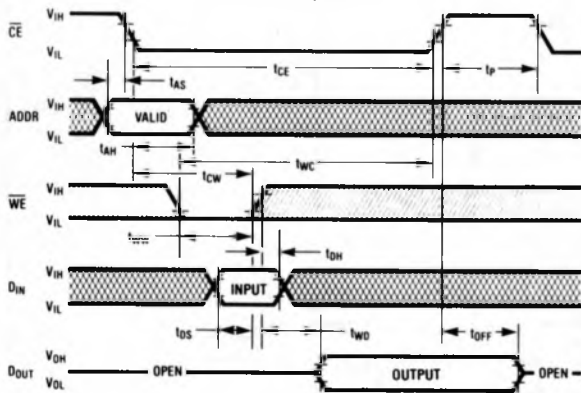 VIH
CE
VIL
tCE
tP
tAS
VIH
ADDR
VALID
VIL
tAH
tCW
tWC
VIH
WE
VIL
tDH
VIH
DIN
INPUT
VIL
tDS
tWD
tOFF
VOH
DOUT
OPEN
OUTPUT
OPEN
VOL